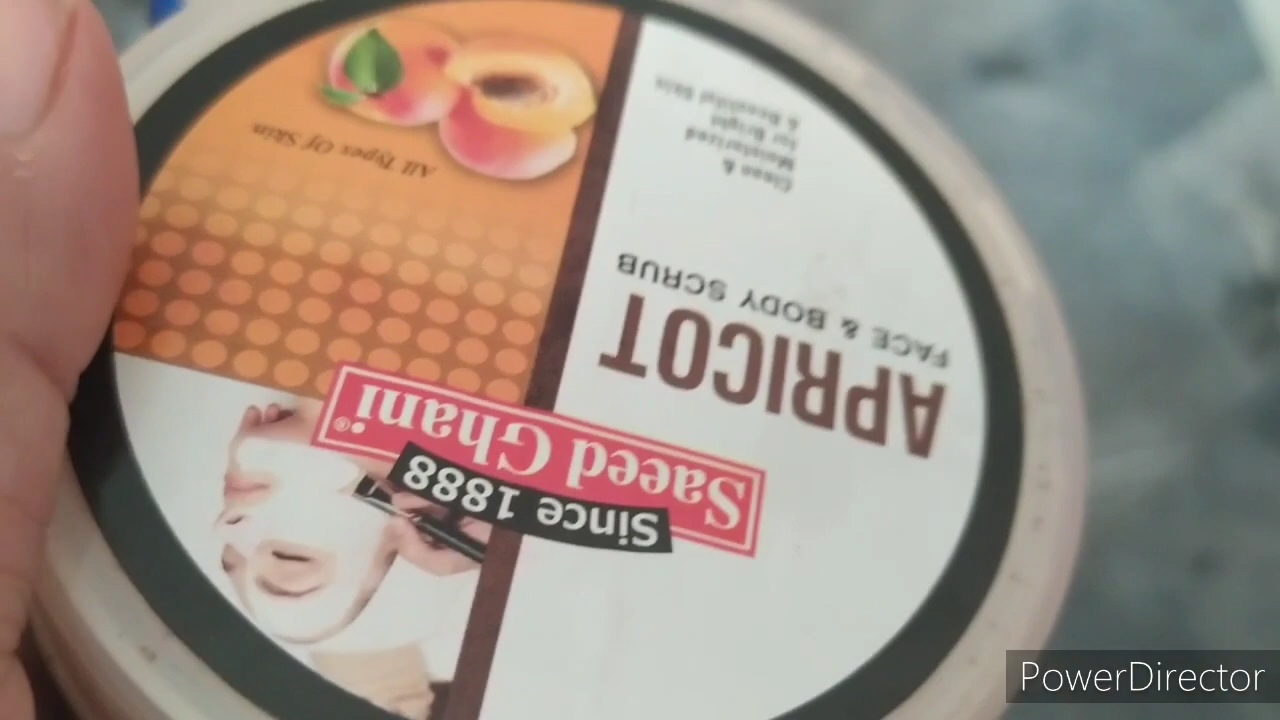 Since 1888
Saeed Ghani®
APRICOT
FACE & BODY SCRUB
Clean &
Moisturized
for Bright
& Beautiful Skin
All Types Of Skin
PowerDirector